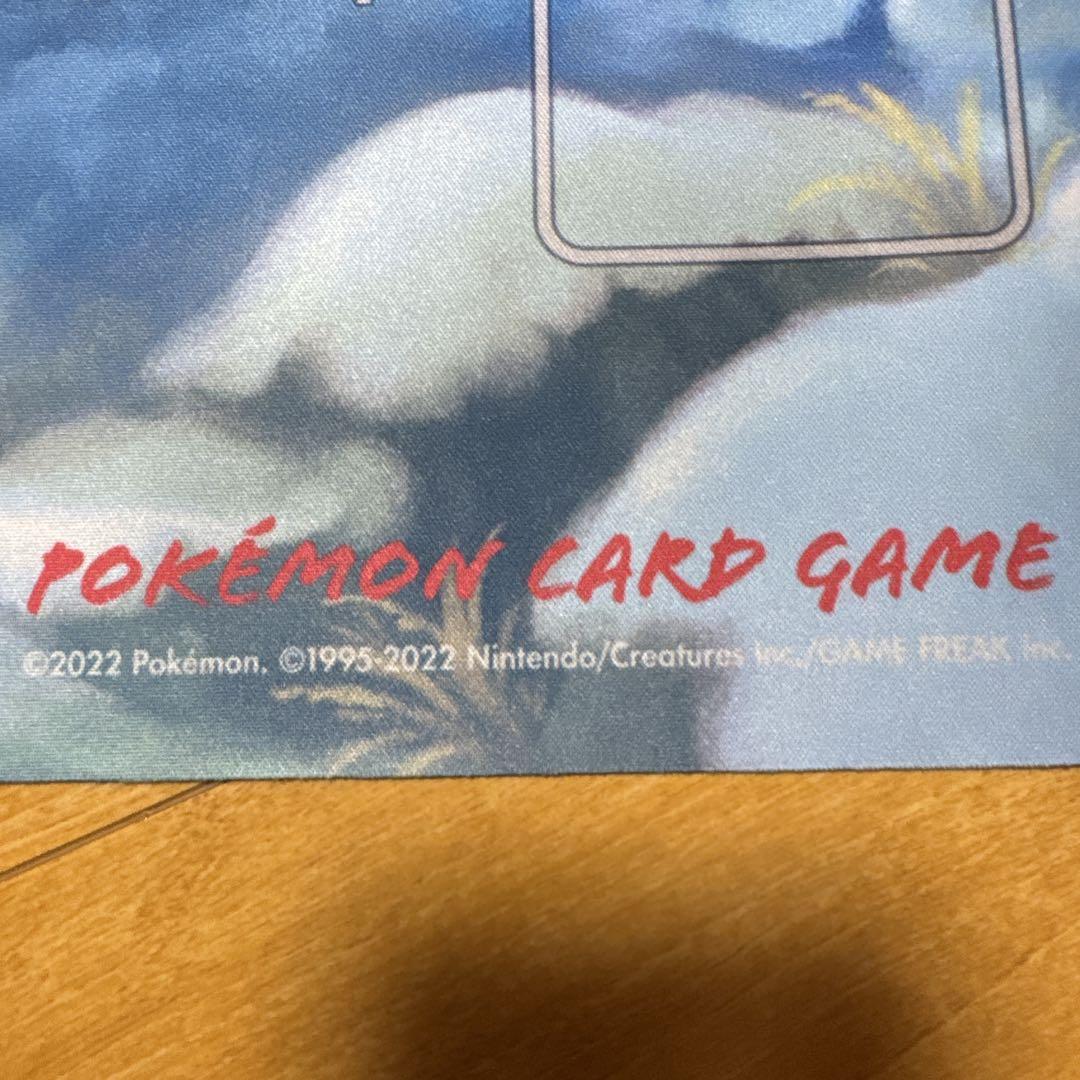 POKÉMON CARD GAME
©2022 Pokémon. ©1995-2022 Nintendo/Creatures Inc./GAME FREAK inc.